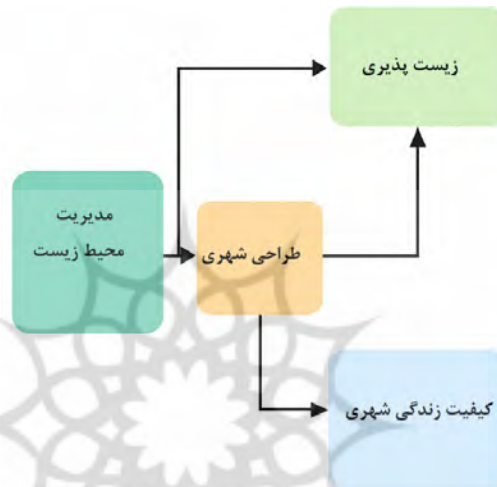 زیست پذیری
مدیریت
محیط زیست
طراحی شهری
کیفیت زندگی شهری